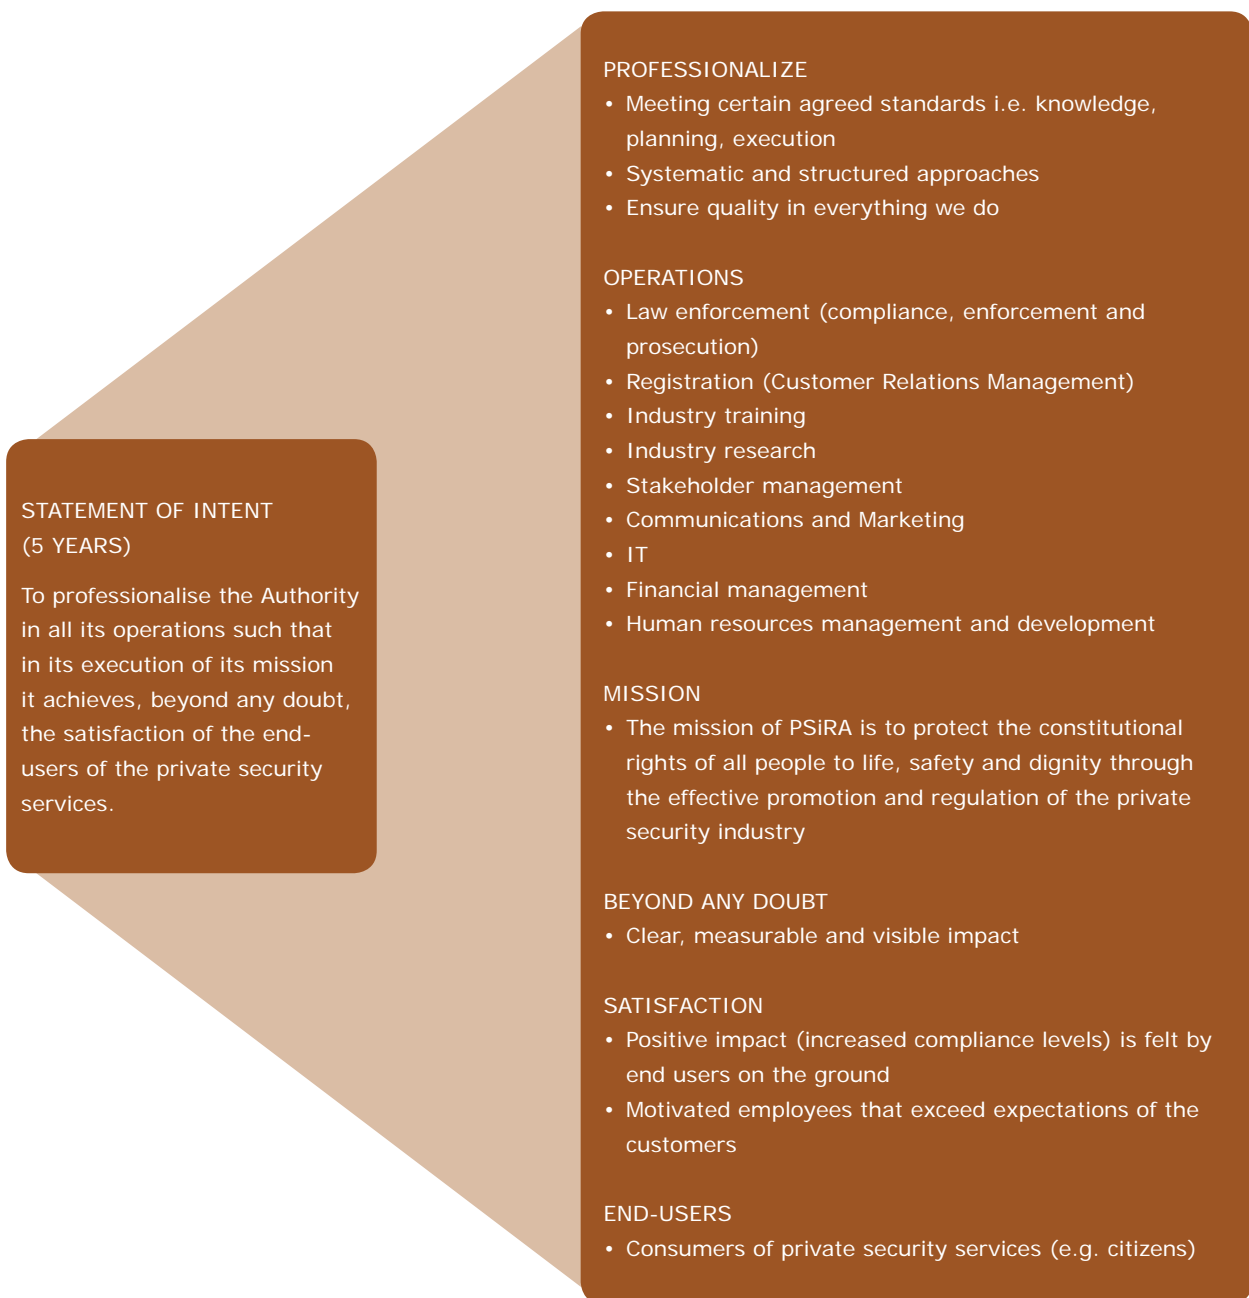 STATEMENT OF INTENT
(5 YEARS)
To professionalise the Authority
in all its operations such that
in its execution of its mission
it achieves, beyond any doubt,
the satisfaction of the end-
users of the private security
services.
PROFESSIONALIZE
• Meeting certain agreed standards i.e. knowledge,
planning, execution
• Systematic and structured approaches
• Ensure quality in everything we do
OPERATIONS
• Law enforcement (compliance, enforcement and
prosecution)
• Registration (Customer Relations Management)
• Industry training
• Industry research
• Stakeholder management
• Communications and Marketing
• IT
• Financial management
• Human resources management and development
MISSION
• The mission of PSiRA is to protect the constitutional
rights of all people to life, safety and dignity through
the effective promotion and regulation of the private
security industry
BEYOND ANY DOUBT
• Clear, measurable and visible impact
SATISFACTION
• Positive impact (increased compliance levels) is felt by
end users on the ground
• Motivated employees that exceed expectations of the
customers
END-USERS
• Consumers of private security services (e.g. citizens)